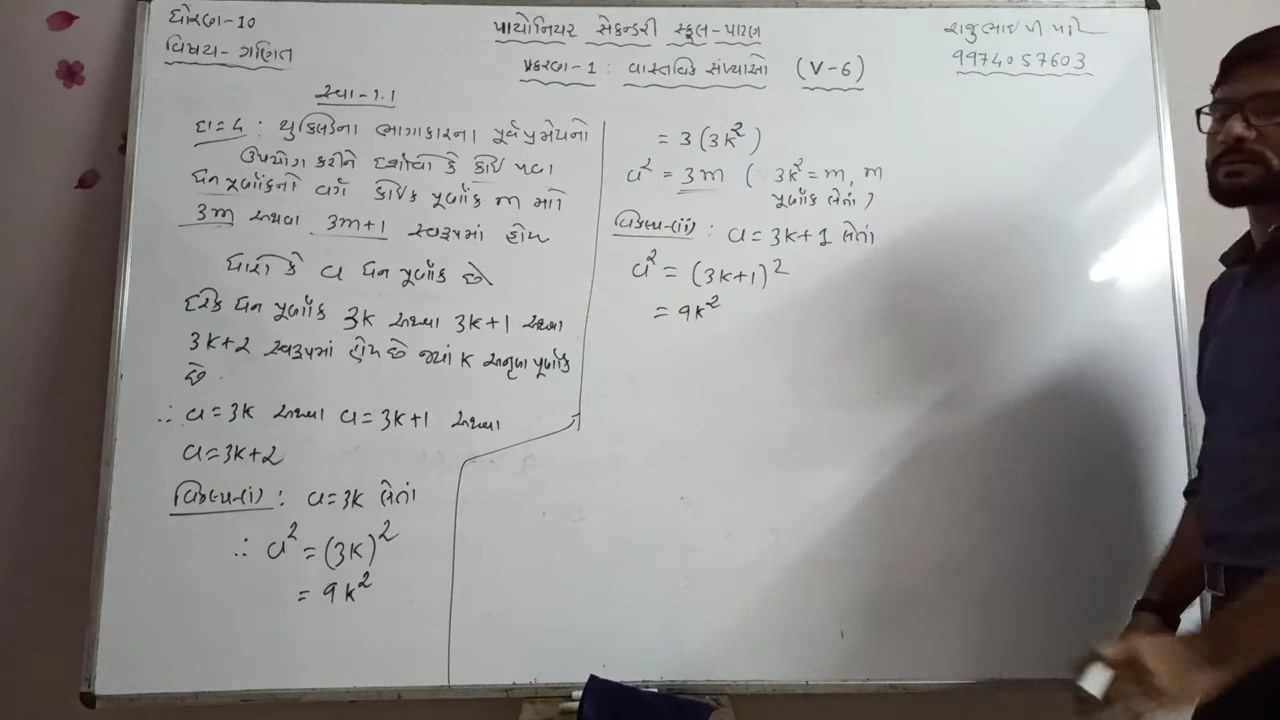 ધોરણ-10
વિષય- ગણિત
પાયોનિયર સેકન્ડરી સ્કૂલ-પાટણ
પ્રકરણ-1 : વાસ્તવિક સંખ્યાઓ (V-6)
રાજુભાઇ પી
9974057603
સ્વા-1.1
દા=4 : યુક્લિડના ભાગાકારના પૂર્વપ્રમેયનો
ઉપયોગ કરીને દર્શાવો કે કોઇ પણ
ધન પૂર્ણાંકનો વર્ગ કોઇક પૂર્ણાંક m માટે
3m અથવા 3m+1 સ્વરૂપમાં હોય
ધારો કે a ધન પૂર્ણાંક છે
દરેક ધન પૂર્ણાંક 3k અથવા 3k+1 અથવા
3k+2 સ્વરૂપમાં હોય છે જ્યાં k અનૃણ પૂર્ણાંક
છે.
∴ a = 3k અથવા a = 3k+1 અથવા
a = 3k+2
વિકલ્પ-(i) : a = 3k લેતાં
∴ a² = (3k)²
= 9k²
= 3(3k²)
a² = 3m ( 3k² = m, m
પૂર્ણાંક લેતાં )
વિકલ્પ-(ii) : a = 3k+1 લેતાં
a² = (3k+1)²
= 9k²